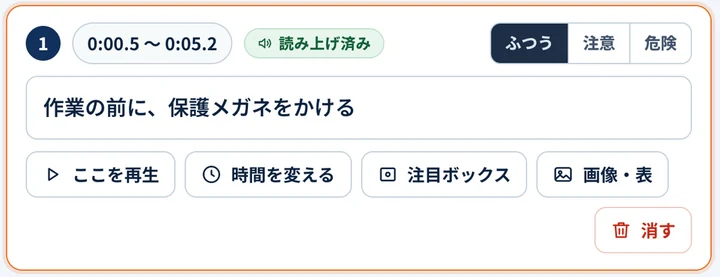 1 0:00.5 〜 0:05.2 読み上げ済み ふつう 注意 危険
作業の前に、保護メガネをかける
ここを再生 時間を変える 注目ボックス 画像・表
消す